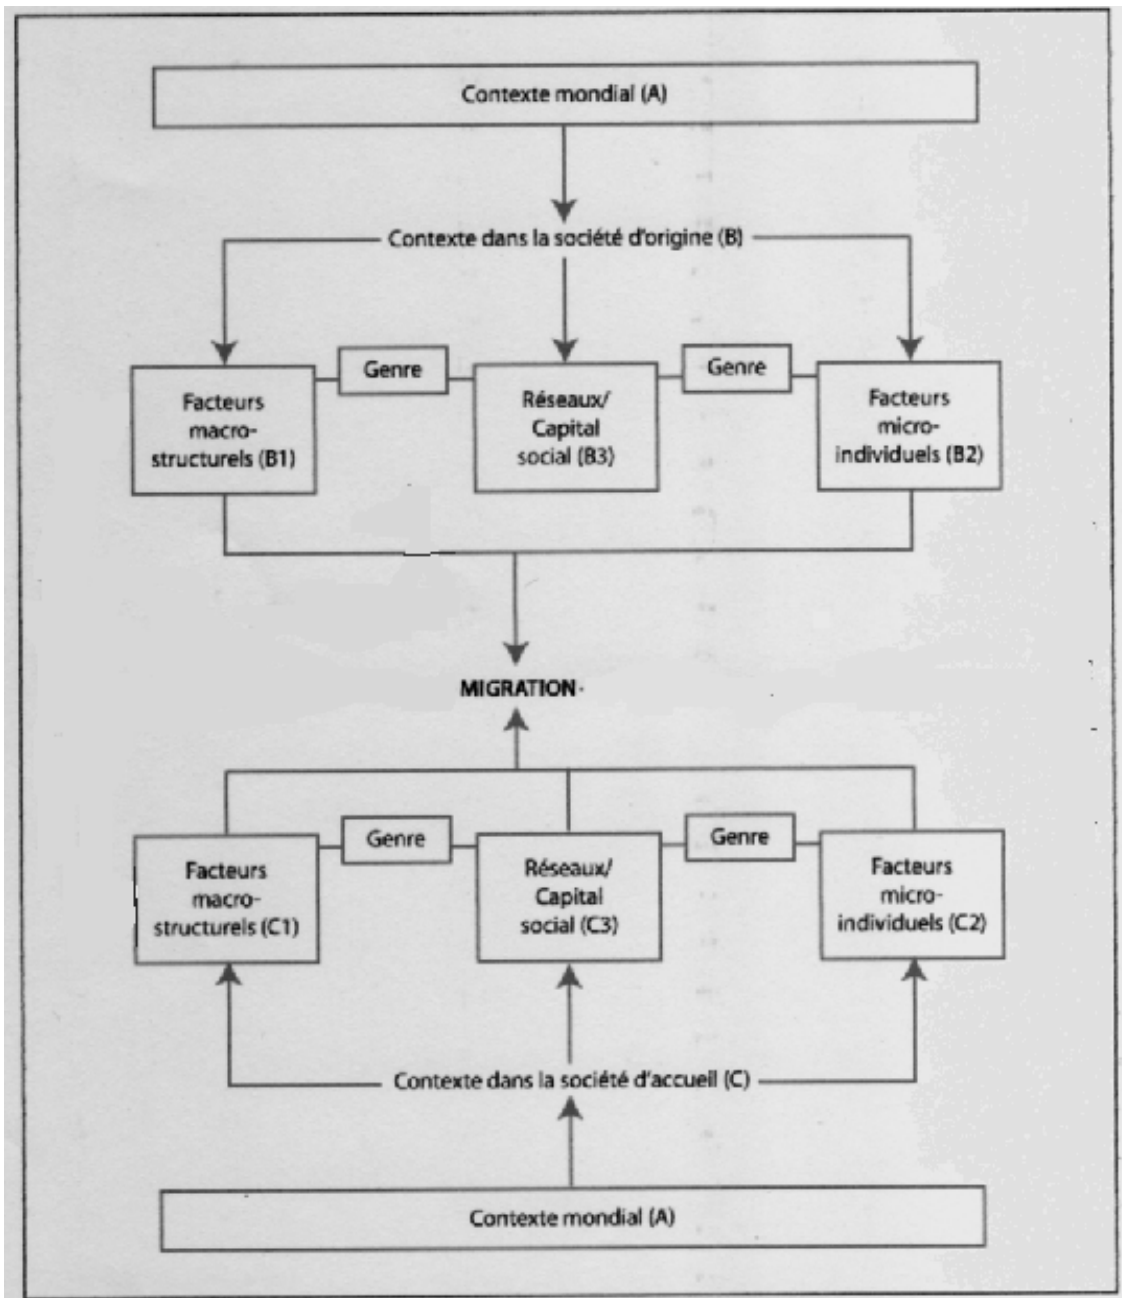 Contexte mondial (A)
Contexte dans la société d'origine (B)
Genre
Genre
Facteurs
macro-
structurels (B1)
Réseaux/
Capital
social (B3)
Facteurs
micro-
individuels (B2)
MIGRATION
Genre
Genre
Facteurs
macro-
structurels (C1)
Réseaux/
Capital
social (C3)
Facteurs
micro-
individuels (C2)
Contexte dans la société d'accueil (C)
Contexte mondial (A)